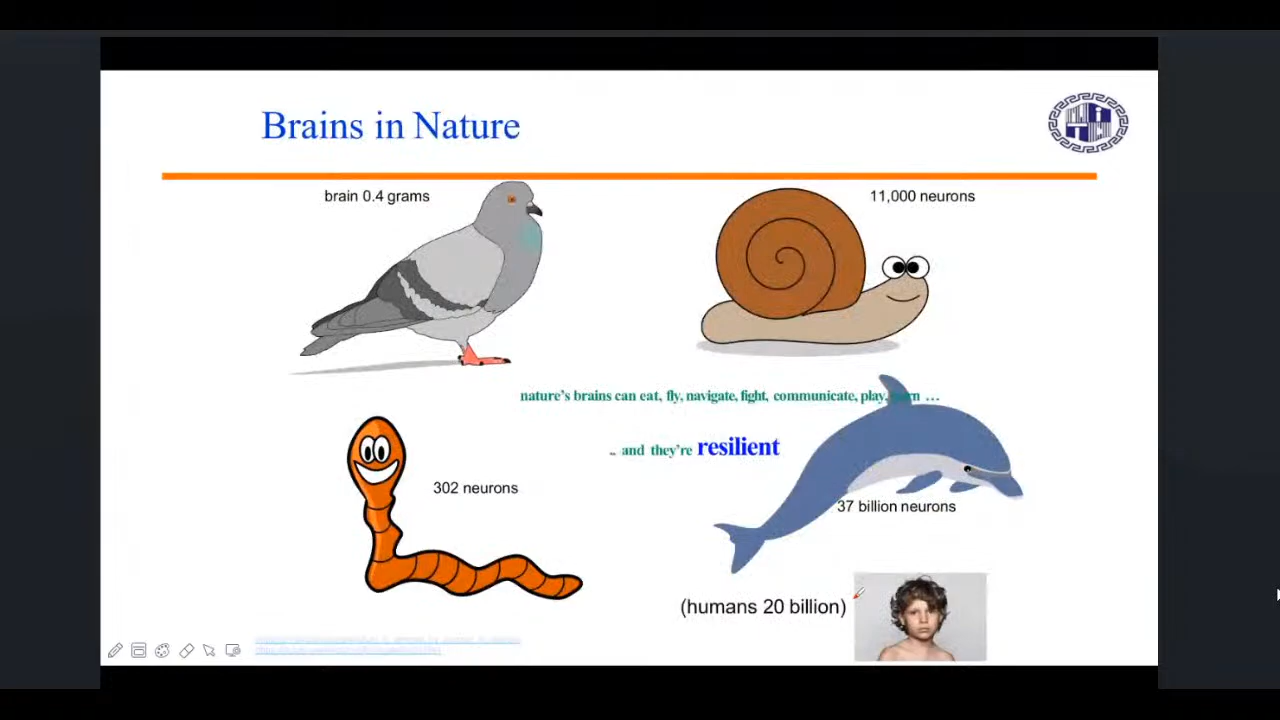 Brains in Nature
brain 0.4 grams
11,000 neurons
nature's brains can eat, fly, navigate, fight, communicate, play, ...
... and they're resilient
302 neurons
37 billion neurons
(humans 20 billion)